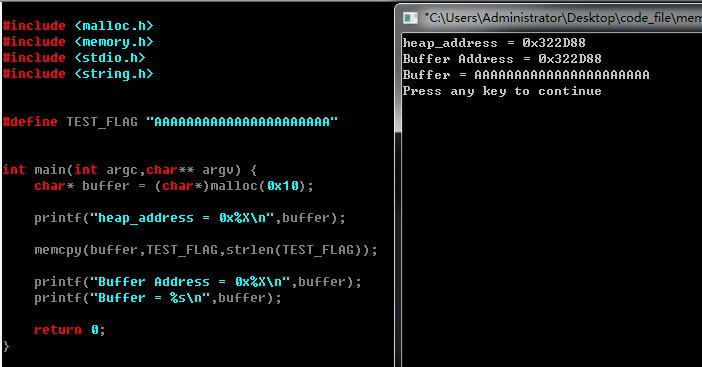 #include <malloc.h>
#include <memory.h>
#include <stdio.h>
#include <string.h>
#define TEST_FLAG "AAAAAAAAAAAAAAAAAAAAAA"
int main(int argc,char** argv) {
char* buffer = (char*)malloc(0x10);
printf("heap_address = 0x%X\n",buffer);
memcpy(buffer,TEST_FLAG,strlen(TEST_FLAG));
printf("Buffer Address = 0x%X\n",buffer);
printf("Buffer = %s\n",buffer);
return 0;
}
"C:\Users\Administrator\Desktop\code_file\mem
heap_address = 0x322D88
Buffer Address = 0x322D88
Buffer = AAAAAAAAAAAAAAAAAAAAAA
Press any key to continue